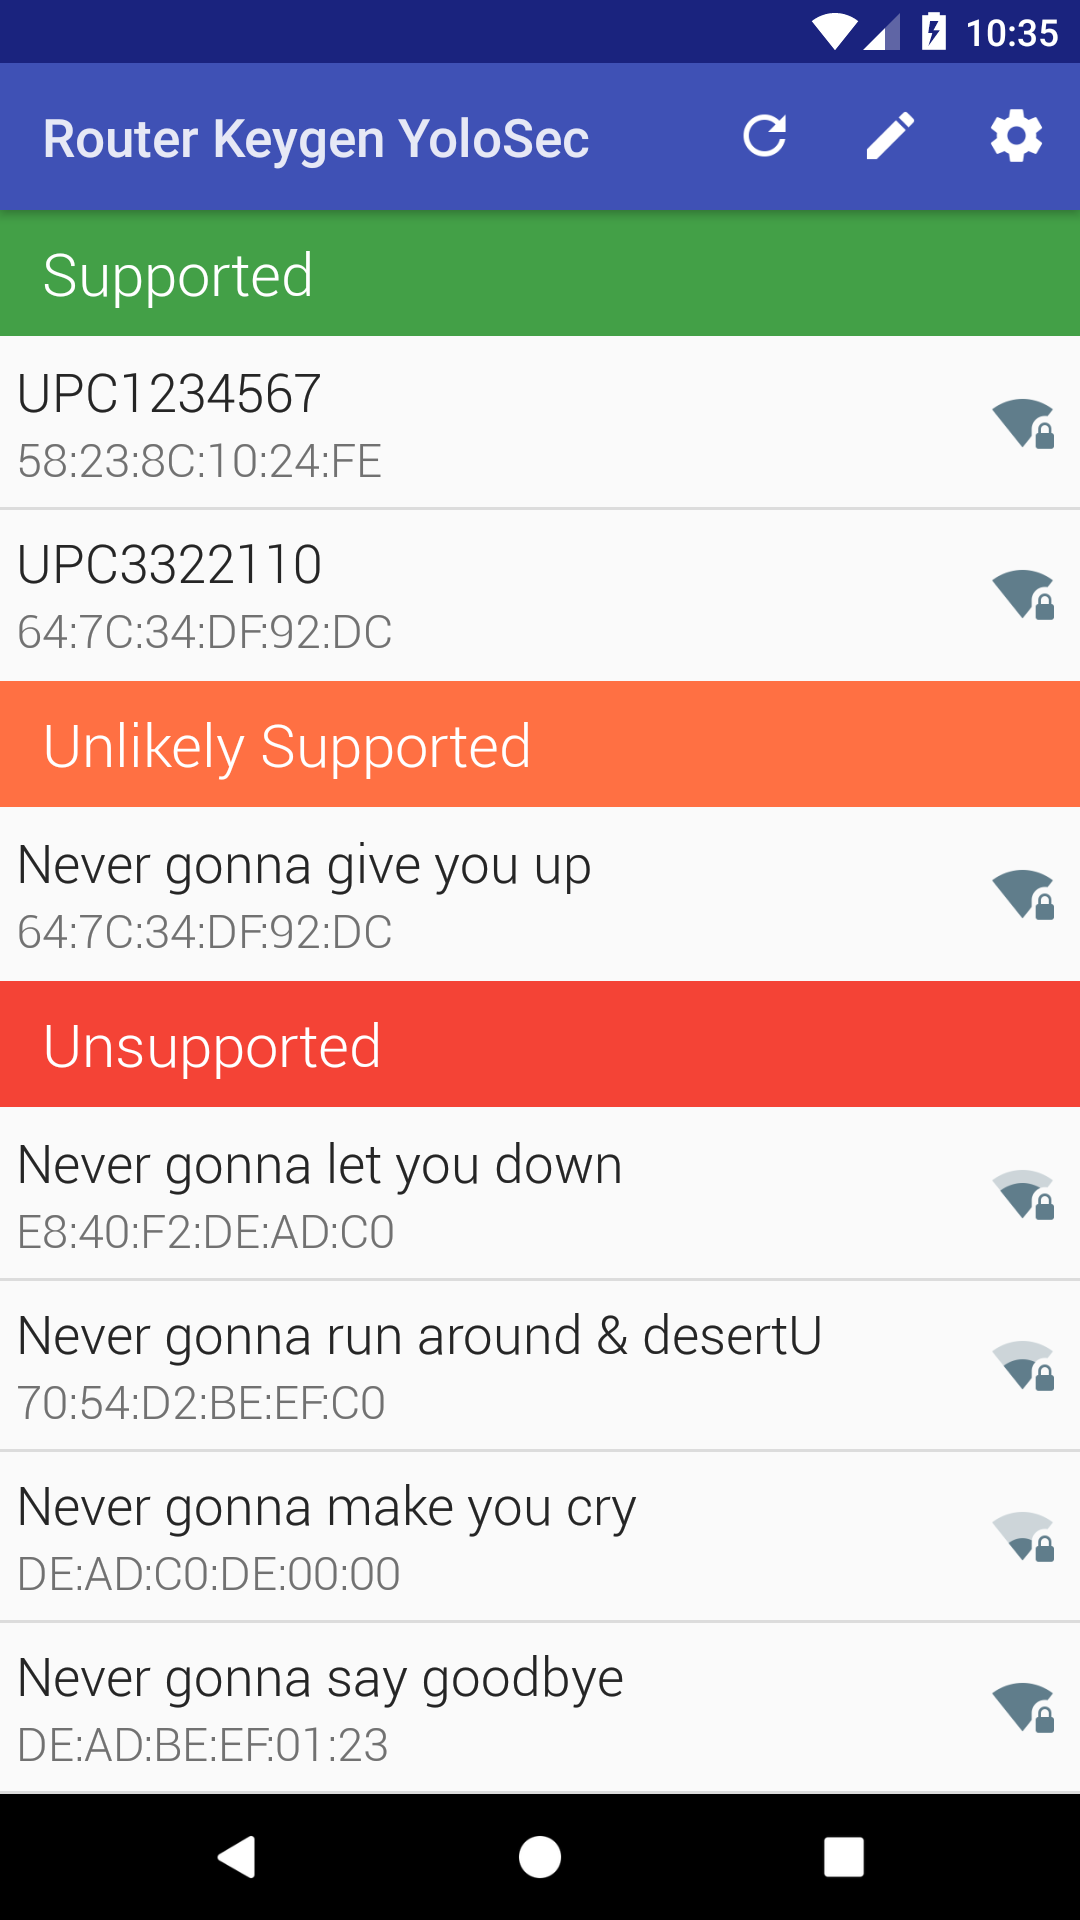 10:35
Router Keygen YoloSec
Supported
UPC1234567
58:23:8C:10:24:FE
UPC3322110
64:7C:34:DF:92:DC
Unlikely Supported
Never gonna give you up
64:7C:34:DF:92:DC
Unsupported
Never gonna let you down
E8:40:F2:DE:AD:C0
Never gonna run around & desertU
70:54:D2:BE:EF:C0
Never gonna make you cry
DE:AD:C0:DE:00:00
Never gonna say goodbye
DE:AD:BE:EF:01:23